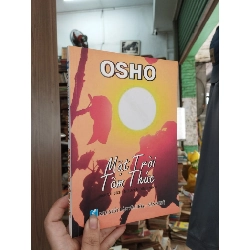 OSHO
Mặt Trời
Tâm Thức